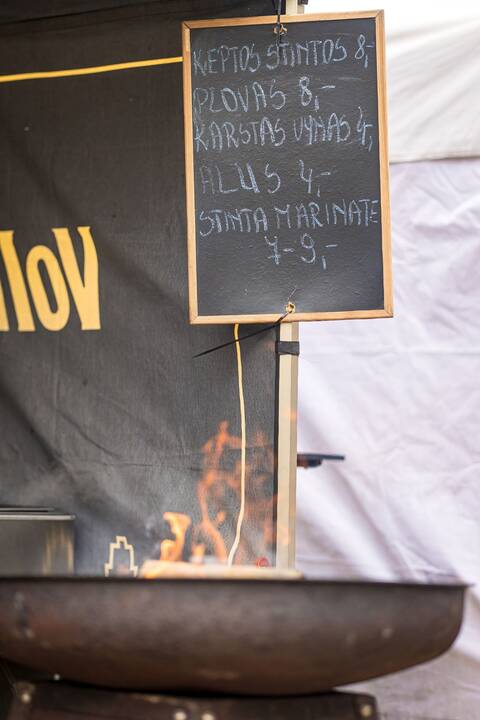 KEPTOS STINTOS 8,-
PLOVAS 8,-
KARSTAS VYNAS 4,
ALUS 4,-
STINTA MARINATE
7-9,-